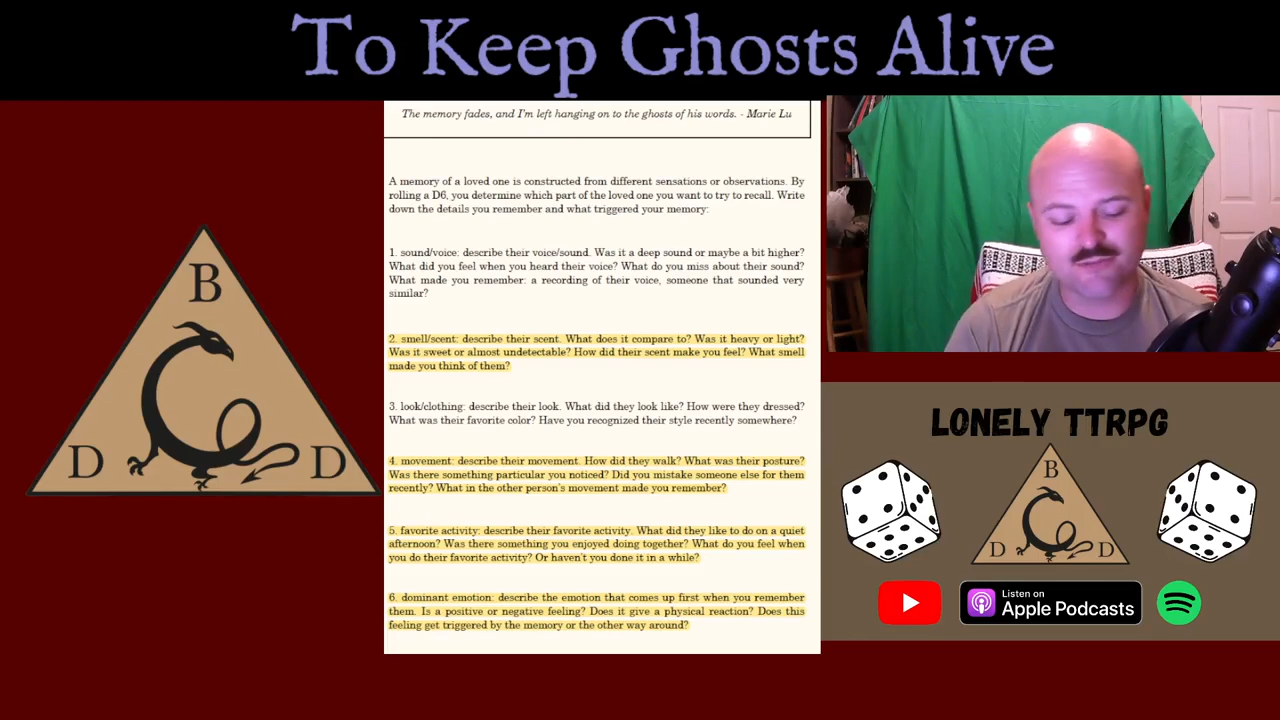 To Keep Ghosts Alive
The memory fades, and I'm left hanging on to the ghosts of his words. - Marie Lu
A memory of a loved one is constructed from different sensations or observations. By
rolling a D6, you determine which part of the loved one you want to try to recall. Write
down the details you remember and what triggered your memory:
1. sound/voice: describe their voice/sound. Was it a deep sound or maybe a bit higher?
What did you feel when you heard their voice? What do you miss about their sound?
What made you remember: a recording of their voice, someone that sounded very
similar?
2. smell/scent: describe their scent. What does it compare to? Was it heavy or light?
Was it sweet or almost undetectable? How did their scent make you feel? What smell
made you think of them?
3. look/clothing: describe their look. What did they look like? How were they dressed?
What was their favorite color? Have you recognized their style recently somewhere?
4. movement: describe their movement. How did they walk? What was their posture?
Was there something particular you noticed? Did you mistake someone else for them
recently? What in the other person's movement made you remember?
5. favorite activity: describe their favorite activity. What did they like to do on a quiet
afternoon? Was there something you enjoyed doing together? What do you feel when
you do their favorite activity? Or haven't you done it in a while?
6. dominant emotion: describe the emotion that comes up first when you remember
them. Is a positive or negative feeling? Does it give a physical reaction? Does this
feeling get triggered by the memory or the other way around?
B
D D
LONELY TTRPG
B
D D
Listen on
Apple Podcasts